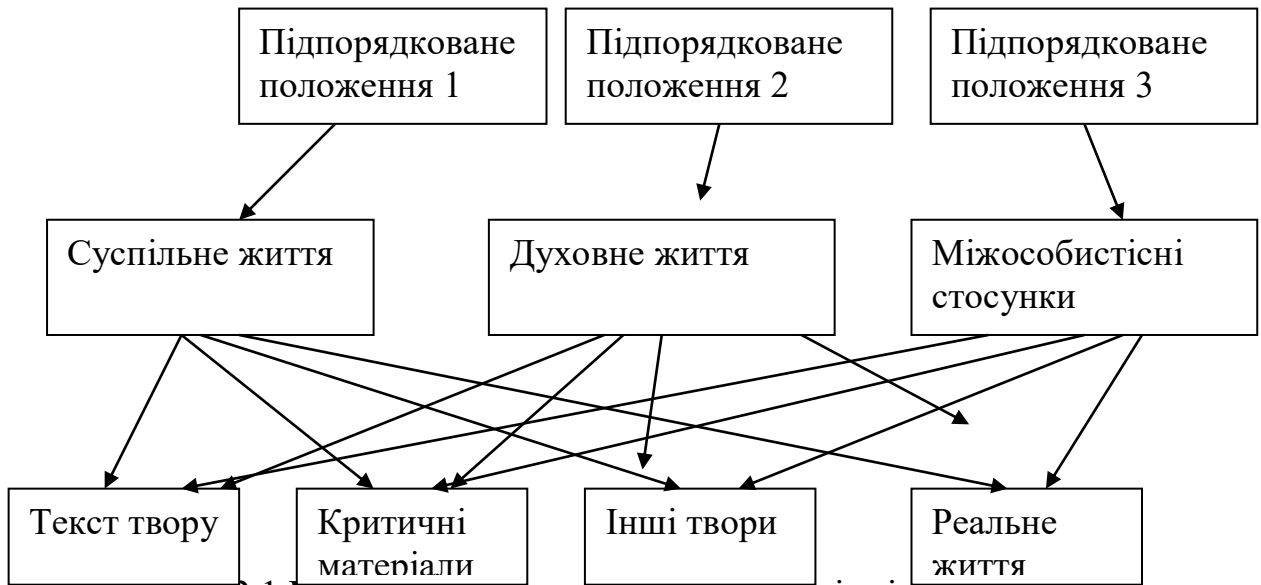 Підпорядковане
положення 1
Підпорядковане
положення 2
Підпорядковане
положення 3
Суспільне життя
Духовне життя
Міжособистісні
стосунки
Текст твору
Критичні
матеріали
Інші твори
Реальне
життя